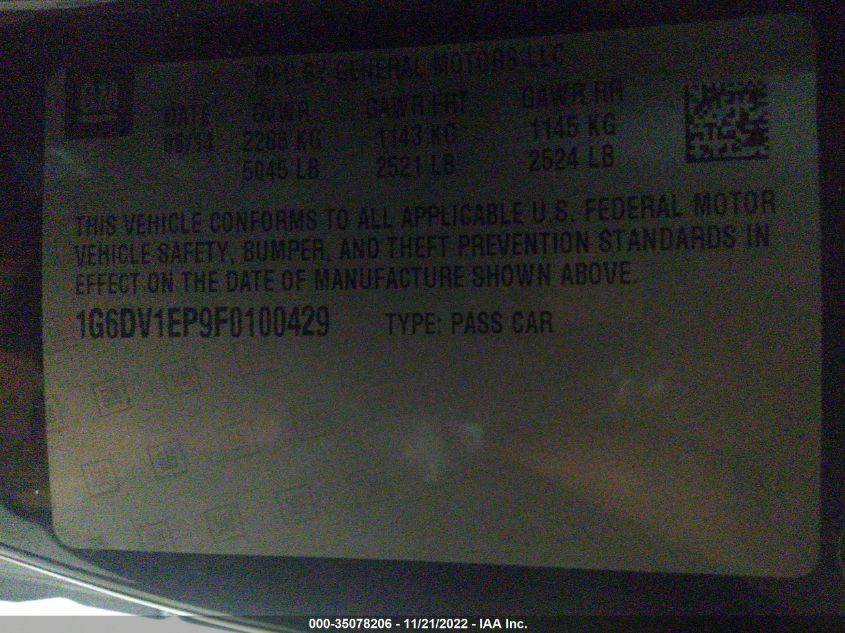 MFD BY GENERAL MOTORS LLC
GM
DATE GVWR GAWR FRT GAWR RR
08/14 2288 KG 1143 KG 1145 KG
5045 LB 2521 LB 2524 LB
THIS VEHICLE CONFORMS TO ALL APPLICABLE U.S. FEDERAL MOTOR
VEHICLE SAFETY, BUMPER, AND THEFT PREVENTION STANDARDS IN
EFFECT ON THE DATE OF MANUFACTURE SHOWN ABOVE.
1G6DV1EP9F0100429 TYPE: PASS CAR
000-35078206 - 11/21/2022 - IAA Inc.